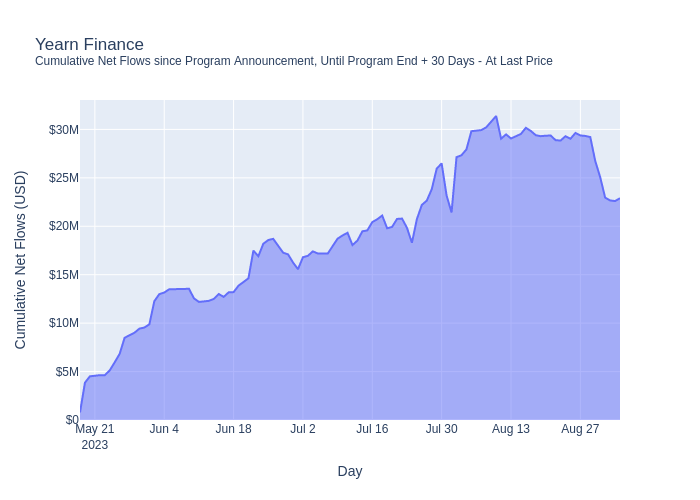 Yearn Finance
Cumulative Net Flows since Program Announcement, Until Program End + 30 Days - At Last Price
$30M
$25M
$20M
$15M
$10M
$5M
$0
Cumulative Net Flows (USD)
May 21 Jun 4 Jun 18 Jul 2 Jul 16 Jul 30 Aug 13 Aug 27
2023
Day